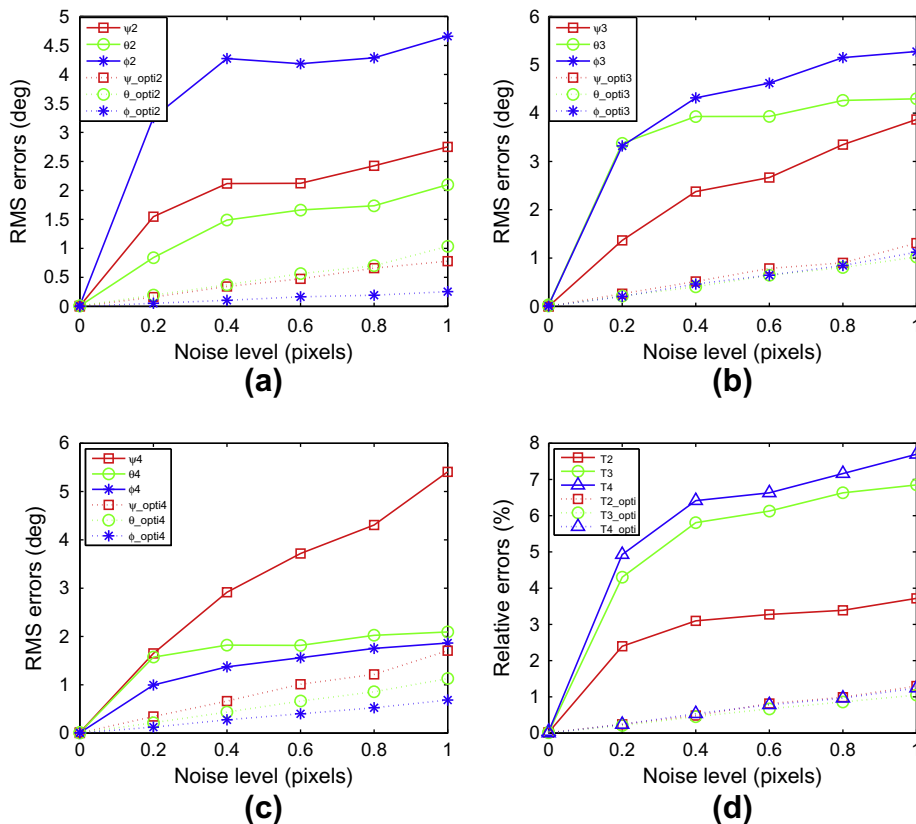 5
4.5
4
3.5
3
2.5
2
1.5
1
0.5
0
RMS errors (deg)
ψ2
θ2
ϕ2
ψ_opti2
θ_opti2
ϕ_opti2
0 0.2 0.4 0.6 0.8 1
Noise level (pixels)
(a)
6
5
4
3
2
1
0
RMS errors (deg)
ψ3
θ3
ϕ3
ψ_opti3
θ_opti3
ϕ_opti3
0 0.2 0.4 0.6 0.8 1
Noise level (pixels)
(b)
6
5
4
3
2
1
0
RMS errors (deg)
ψ4
θ4
ϕ4
ψ_opti4
θ_opti4
ϕ_opti4
0 0.2 0.4 0.6 0.8 1
Noise level (pixels)
(c)
8
7
6
5
4
3
2
1
0
Relative errors (%)
T2
T3
T4
T2_opti
T3_opti
T4_opti
0 0.2 0.4 0.6 0.8 1
Noise level (pixels)
(d)